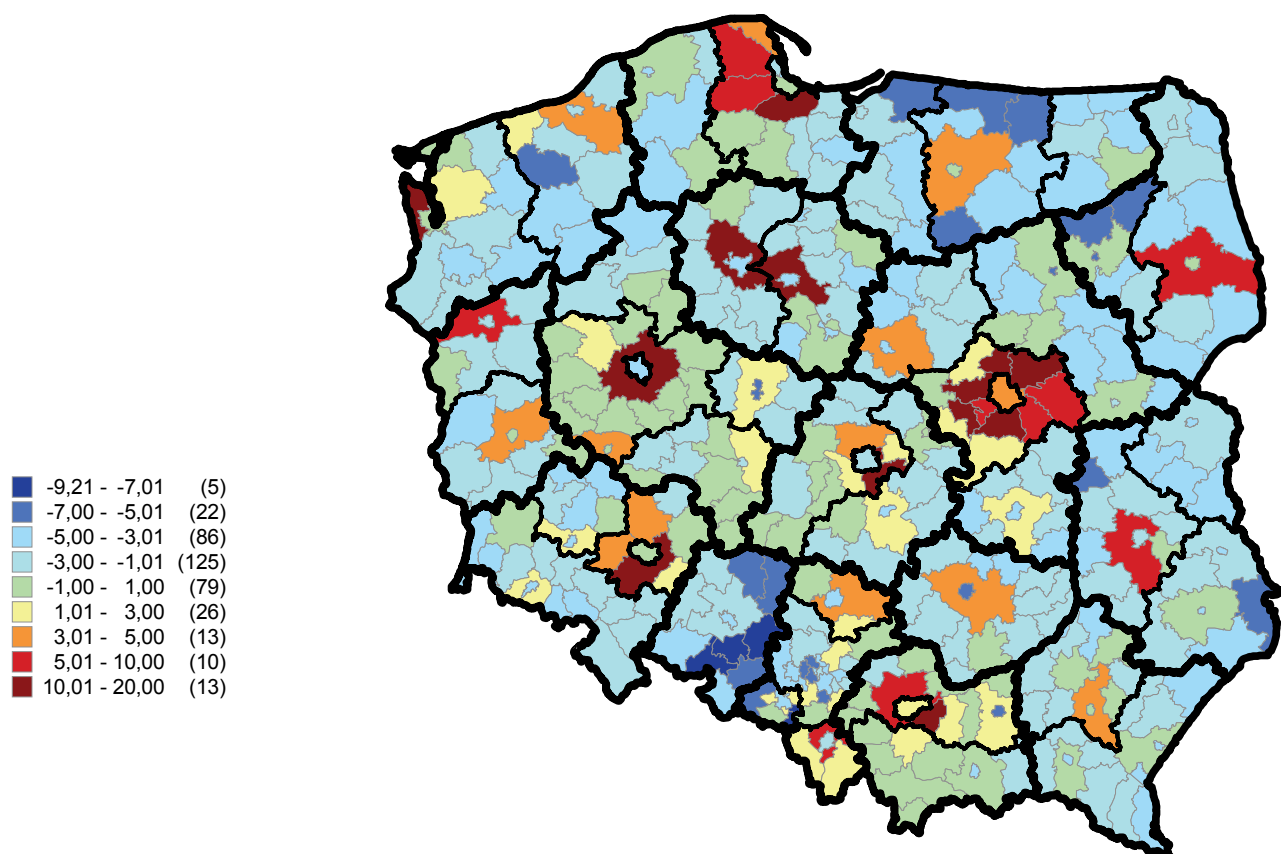 -9,21 - -7,01 (5)
-7,00 - -5,01 (22)
-5,00 - -3,01 (86)
-3,00 - -1,01 (125)
-1,00 - 1,00 (79)
1,01 - 3,00 (26)
3,01 - 5,00 (13)
5,01 - 10,00 (10)
10,01 - 20,00 (13)